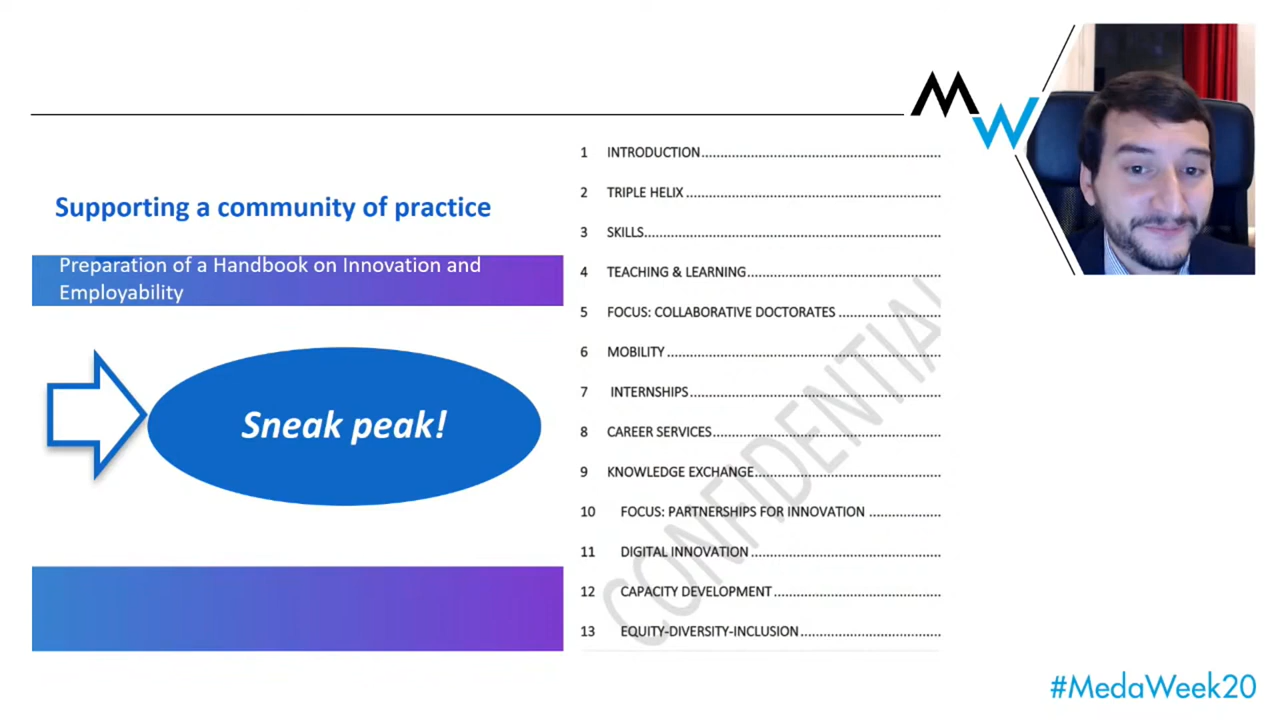 MW
Supporting a community of practice
Preparation of a Handbook on Innovation and
Employability
Sneak peak!
1 INTRODUCTION
2 TRIPLE HELIX
3 SKILLS
4 TEACHING & LEARNING
5 FOCUS: COLLABORATIVE DOCTORATES
6 MOBILITY
7 INTERNSHIPS
8 CAREER SERVICES
9 KNOWLEDGE EXCHANGE
10 FOCUS: PARTNERSHIPS FOR INNOVATION
11 DIGITAL INNOVATION
12 CAPACITY DEVELOPMENT
13 EQUITY-DIVERSITY-INCLUSION
CONFIDENTIAL
#MedaWeek20